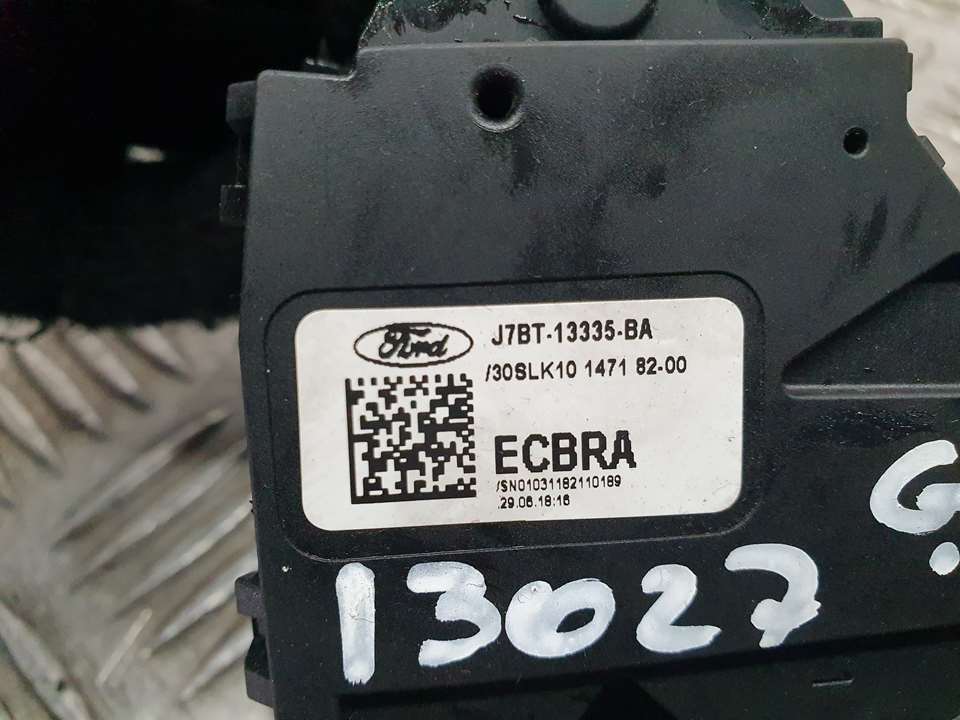 Ford
J7BT-13335-BA
/30SLK10 1471 82-00
ECBRA
/SN01031182110189
.29.06.18:16
G.
13027